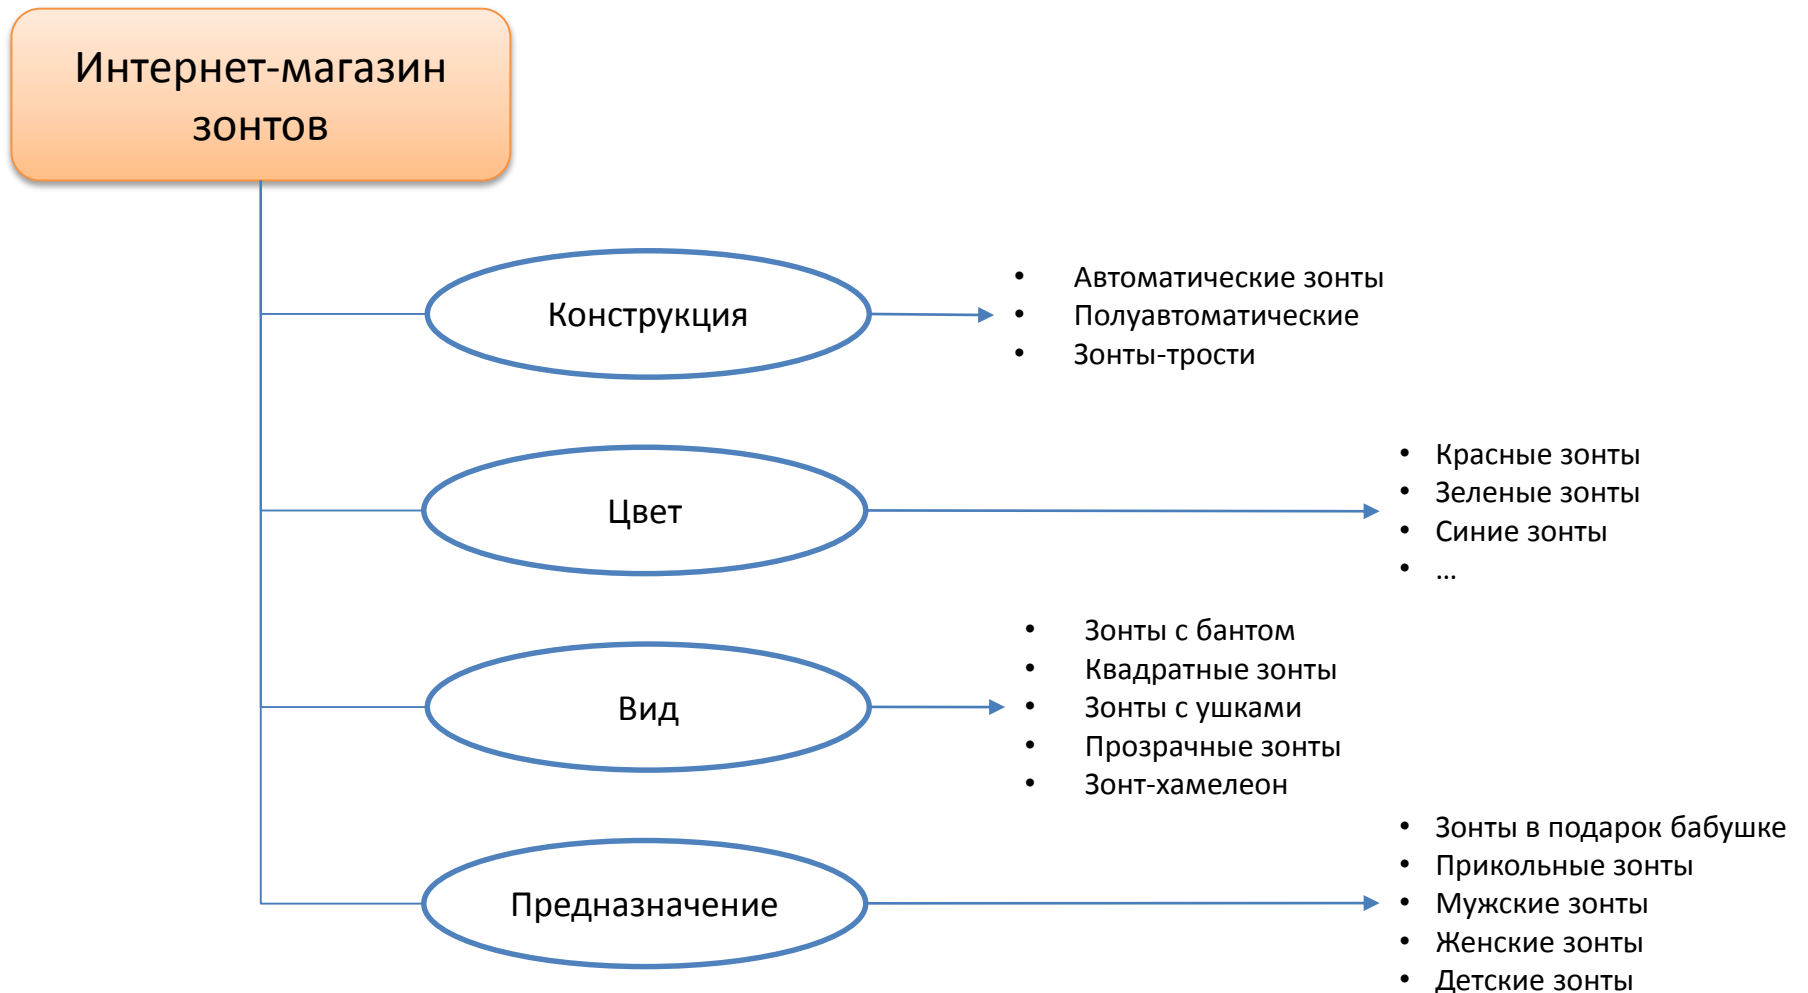 Интернет-магазин
зонтов
Конструкция
• Автоматические зонты
• Полуавтоматические
• Зонты-трости
Цвет
• Красные зонты
• Зеленые зонты
• Синие зонты
• ...
Вид
• Зонты с бантом
• Квадратные зонты
• Зонты с ушками
• Прозрачные зонты
• Зонт-хамелеон
Предназначение
• Зонты в подарок бабушке
• Прикольные зонты
• Мужские зонты
• Женские зонты
• Детские зонты